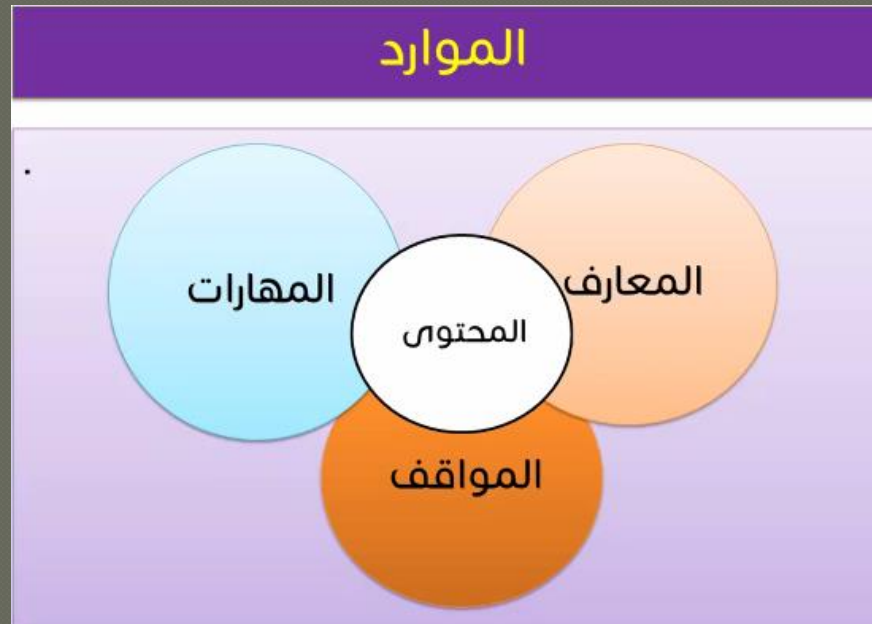 الموارد
المعارف
المهارات
المحتوى
المواقف